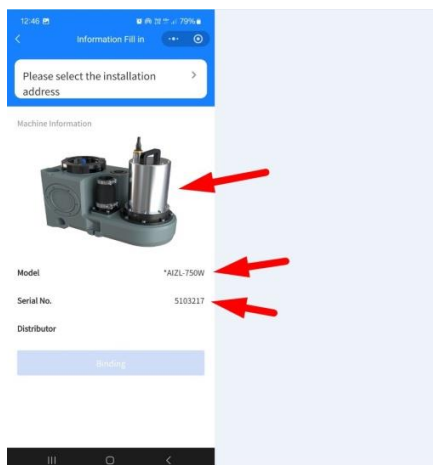 12:46
79%
Information Fill in
Please select the installation
address
Machine Information
Model *AIZL-750W
Serial No. 5103217
Distributor
Binding